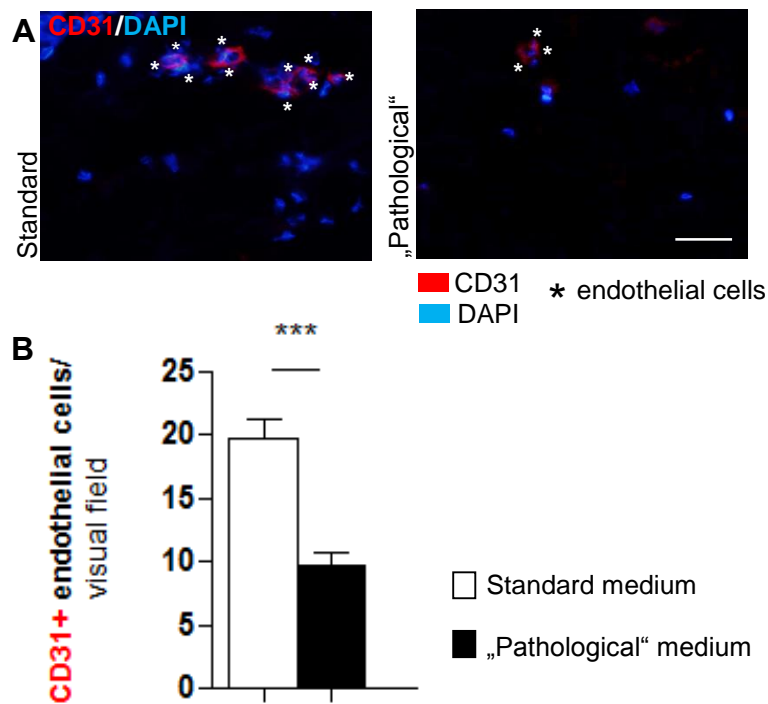 A
CD31/DAPI
* * * * * * * * * *
Standard
* * *
„Pathological“
CD31
DAPI
* endothelial cells
B
***
CD31+ endothelial cells/
visual field
25
20
15
10
5
0
Standard medium
„Pathological“ medium